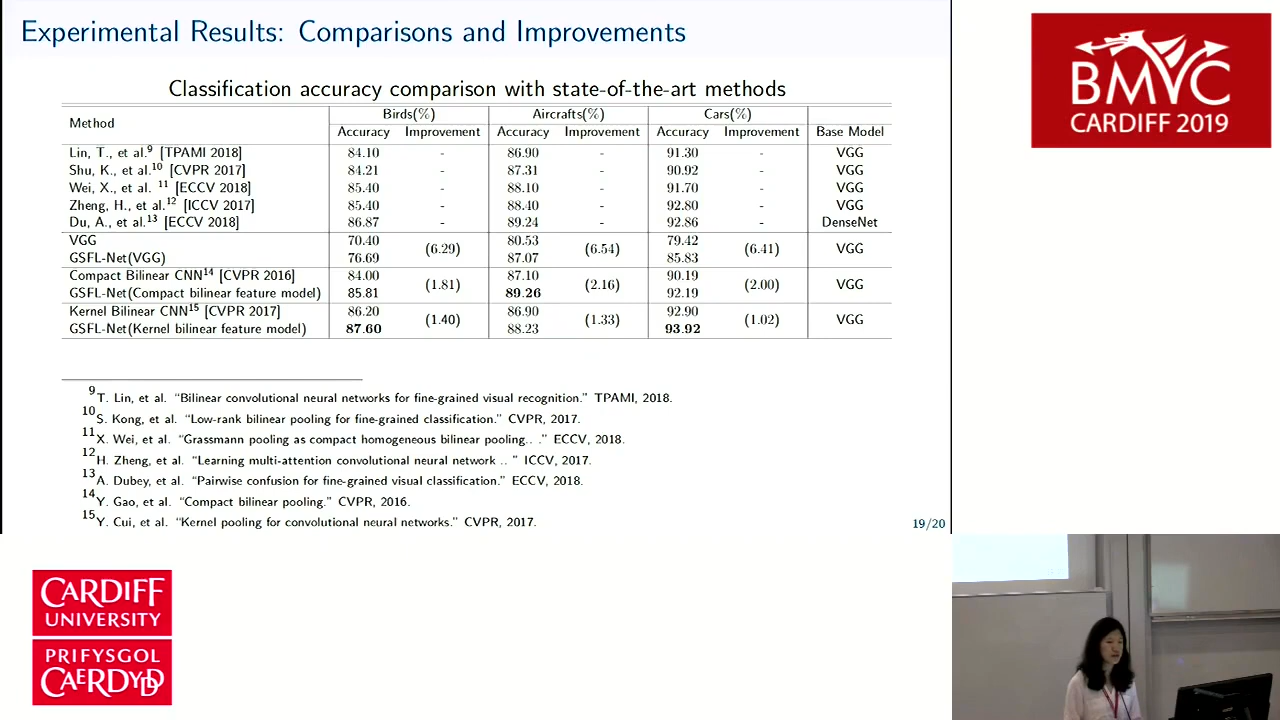 Experimental Results: Comparisons and Improvements
Classification accuracy comparison with state-of-the-art methods
Method Birds(%) Aircrafts(%) Cars(%)
Accuracy Improvement Accuracy Improvement Accuracy Improvement Base Model
Lin, T., et al.9 [TPAMI 2018] 84.10 - 86.90 - 91.30 - VGG
Shu, K., et al.10 [CVPR 2017] 84.21 - 87.31 - 90.92 - VGG
Wei, X., et al. 11 [ECCV 2018] 85.40 - 88.10 - 91.70 - VGG
Zheng, H., et al.12 [ICCV 2017] 85.40 - 88.40 - 92.80 - VGG
Du, A., et al.13 [ECCV 2018] 86.87 - 89.24 - 92.86 - DenseNet
VGG 70.40 (6.29) 80.53 (6.54) 79.42 (6.41) VGG
GSFL-Net(VGG) 76.69 87.07 85.83
Compact Bilinear CNN14 [CVPR 2016] 84.00 (1.81) 87.10 (2.16) 90.19 (2.00) VGG
GSFL-Net(Compact bilinear feature model) 85.81 89.26 92.19
Kernel Bilinear CNN15 [CVPR 2017] 86.20 (1.40) 86.90 (1.33) 92.90 (1.02) VGG
GSFL-Net(Kernel bilinear feature model) 87.60 88.23 93.92
9T. Lin, et al. “Bilinear convolutional neural networks for fine-grained visual recognition.” TPAMI, 2018.
10S. Kong, et al. “Low-rank bilinear pooling for fine-grained classification.” CVPR, 2017.
11X. Wei, et al. “Grassmann pooling as compact homogeneous bilinear pooling.. .” ECCV, 2018.
12H. Zheng, et al. “Learning multi-attention convolutional neural network .. ” ICCV, 2017.
13A. Dubey, et al. “Pairwise confusion for fine-grained visual classification.” ECCV, 2018.
14Y. Gao, et al. “Compact bilinear pooling.” CVPR, 2016.
15Y. Cui, et al. “Kernel pooling for convolutional neural networks.” CVPR, 2017.
19/20
BMVC
CARDIFF 2019
CARDIFF
UNIVERSITY
PRIFYSGOL
CAERDYDD